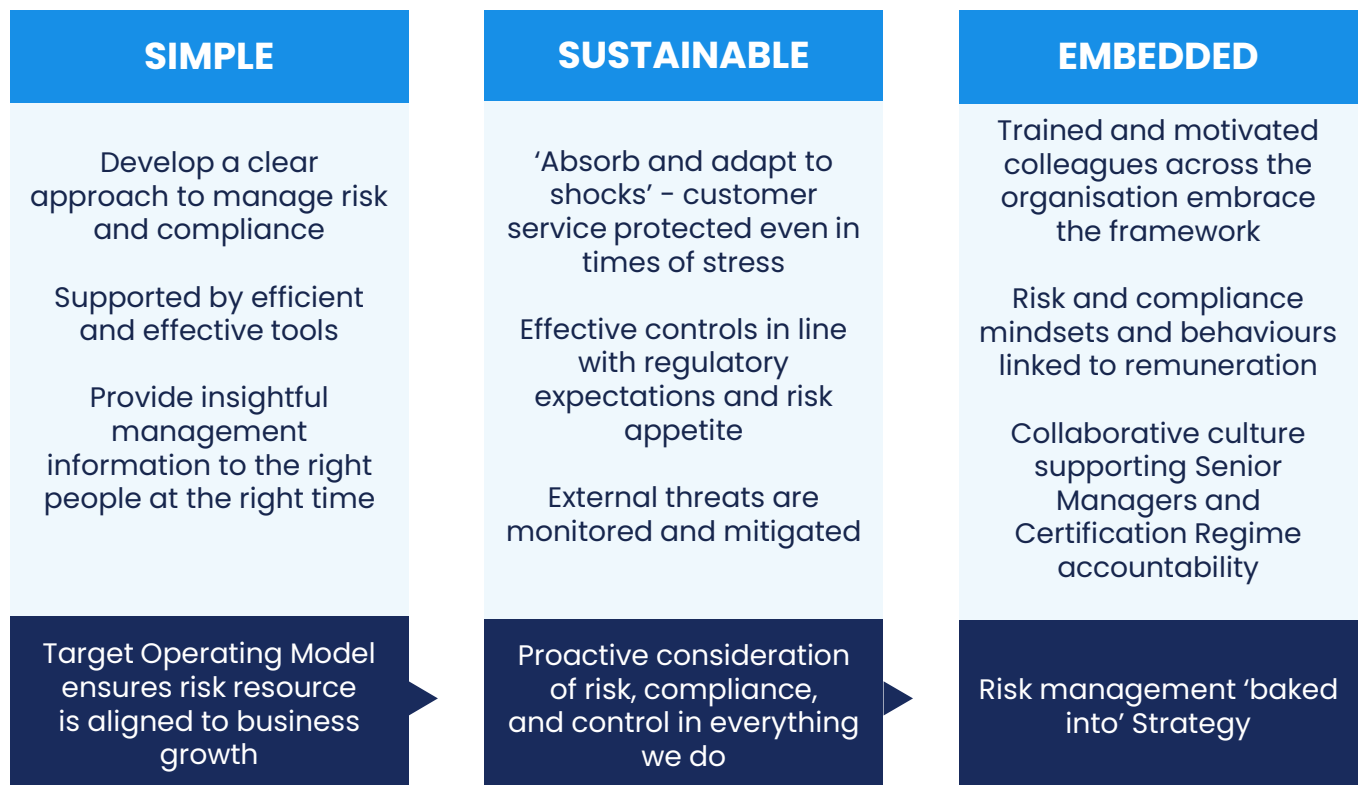 SIMPLE
Develop a clear
approach to manage risk
and compliance
Supported by efficient
and effective tools
Provide insightful
management
information to the right
people at the right time
Target Operating Model
ensures risk resource
is aligned to business
growth
SUSTAINABLE
‘Absorb and adapt to
shocks’ - customer
service protected even in
times of stress
Effective controls in line
with regulatory
expectations and risk
appetite
External threats are
monitored and mitigated
Proactive consideration
of risk, compliance,
and control in everything
we do
EMBEDDED
Trained and motivated
colleagues across the
organisation embrace
the framework
Risk and compliance
mindsets and behaviours
linked to remuneration
Collaborative culture
supporting Senior
Managers and
Certification Regime
accountability
Risk management ‘baked
into’ Strategy